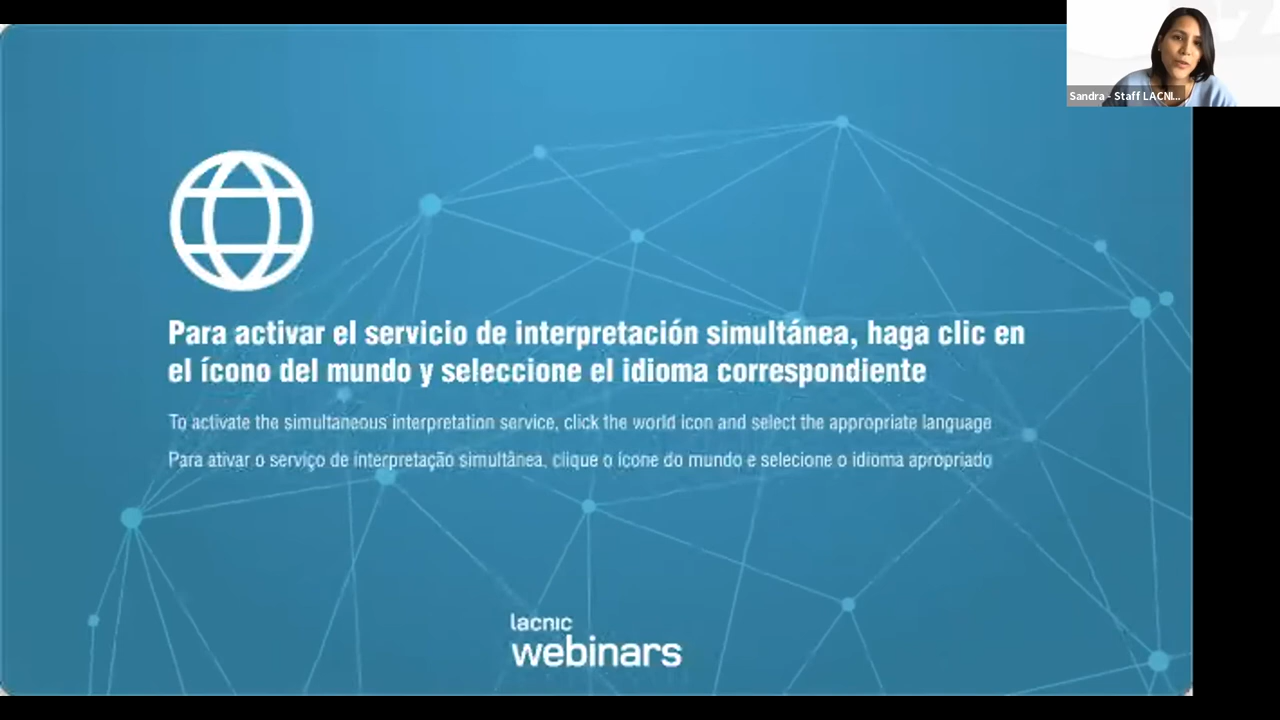 Sandra - Staff LACNI...
Para activar el servicio de interpretación simultánea, haga clic en
el ícono del mundo y seleccione el idioma correspondiente
To activate the simultaneous interpretation service, click the world icon and select the appropriate language
Para ativar o serviço de interpretação simultânea, clique o ícone do mundo e selecione o idioma apropriado
lacnic
webinars